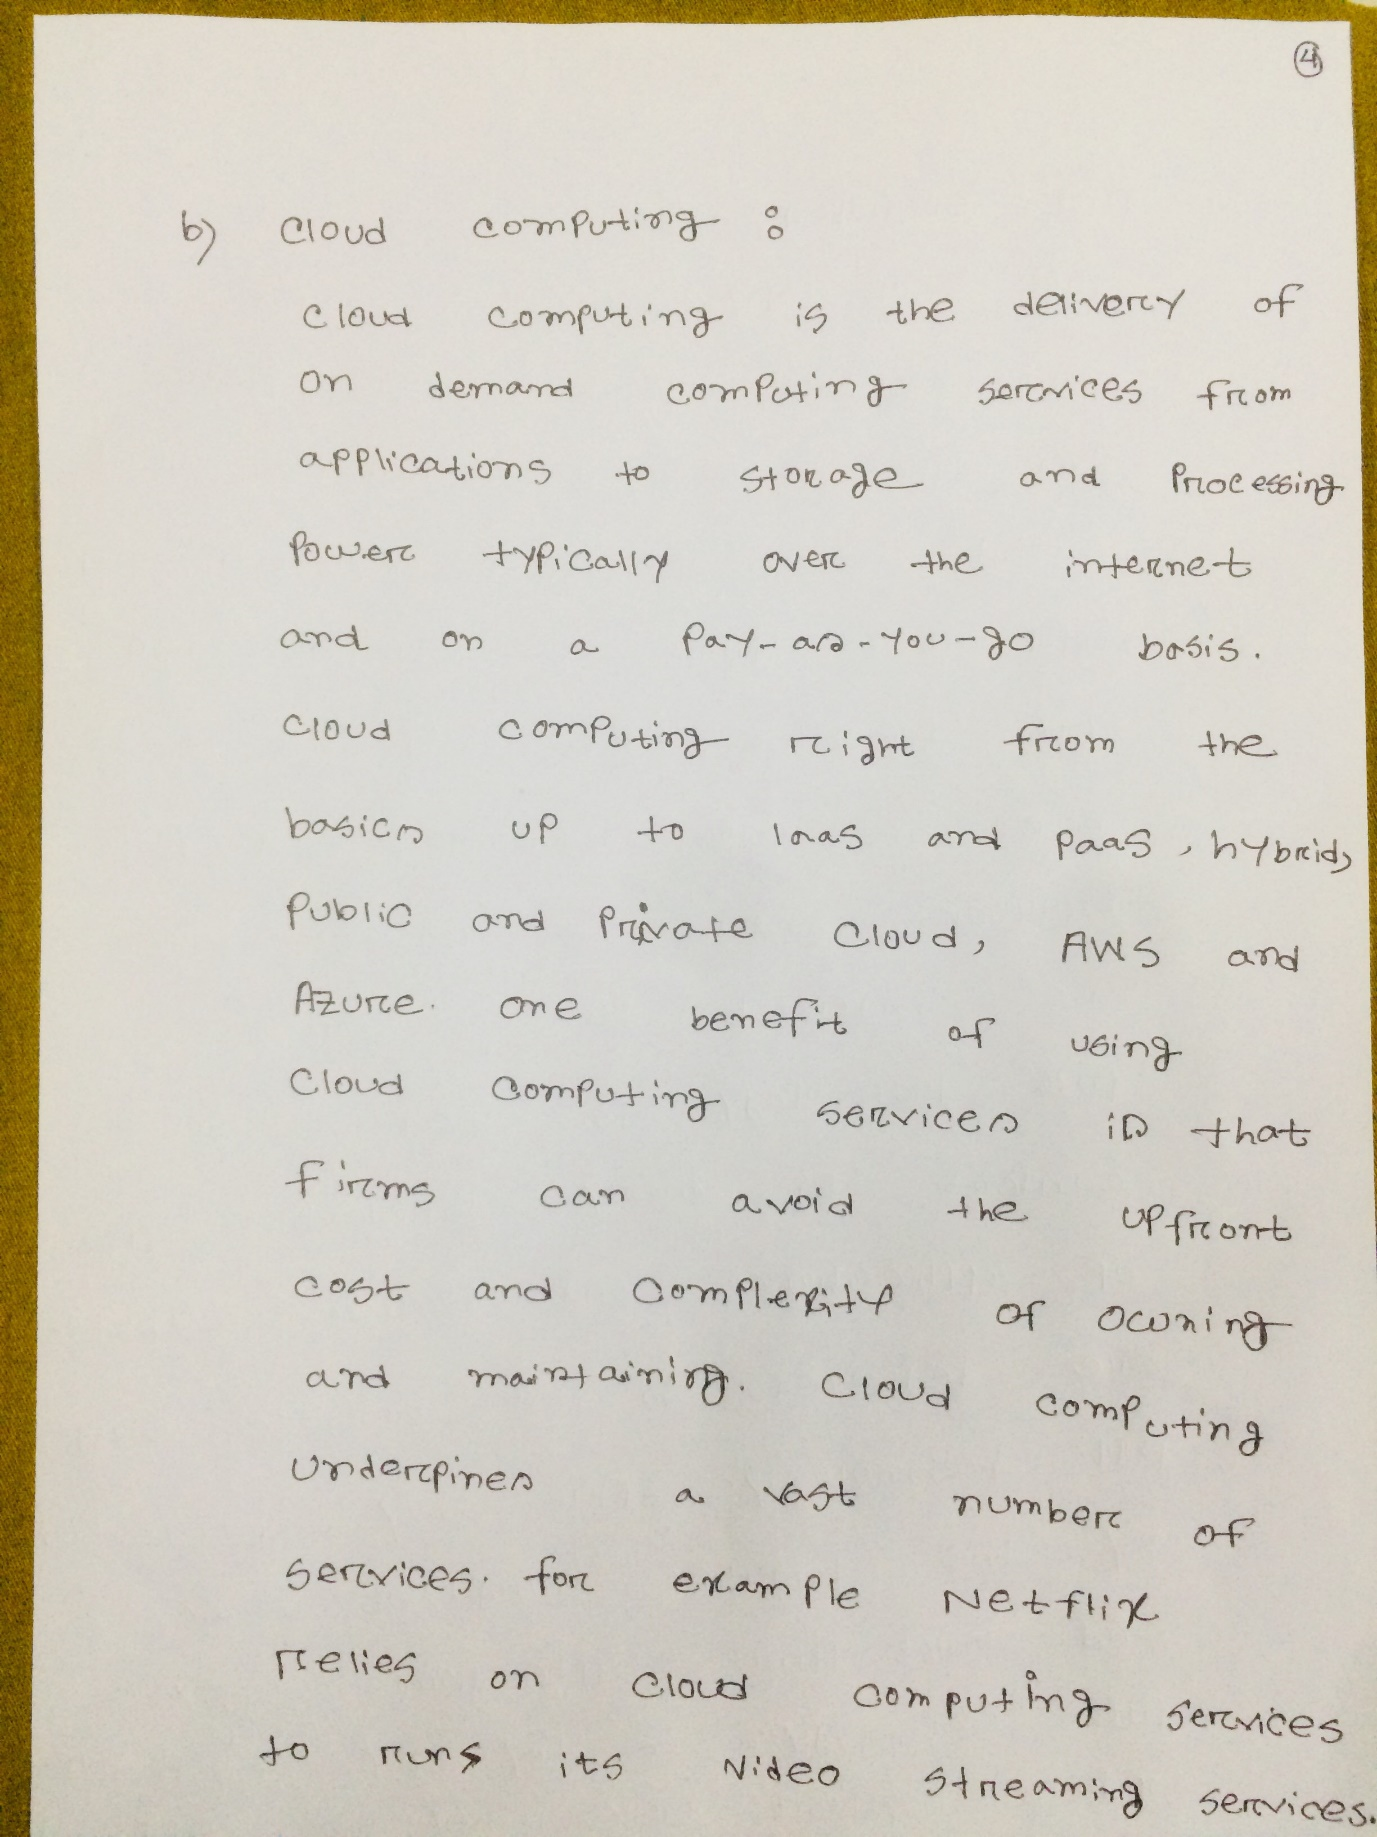 4
b) Cloud computing :
Cloud computing is the delivery of
on demand computing services from
applications to storage and Processing
Power typically over the internet
and on a Pay-as-you-go basis.
Cloud computing right from the
basics up to Iaas and Paas, hybrid,
Public and Private Cloud, AWS and
Azure. one benefit of using
Cloud Computing services is that
firms can avoid the upfront
cost and Complexity of owning
and maintaining. Cloud computing
underpines a vast number of
services. for example Netflix
relies on Cloud computing services
to runs its Video streaming services.